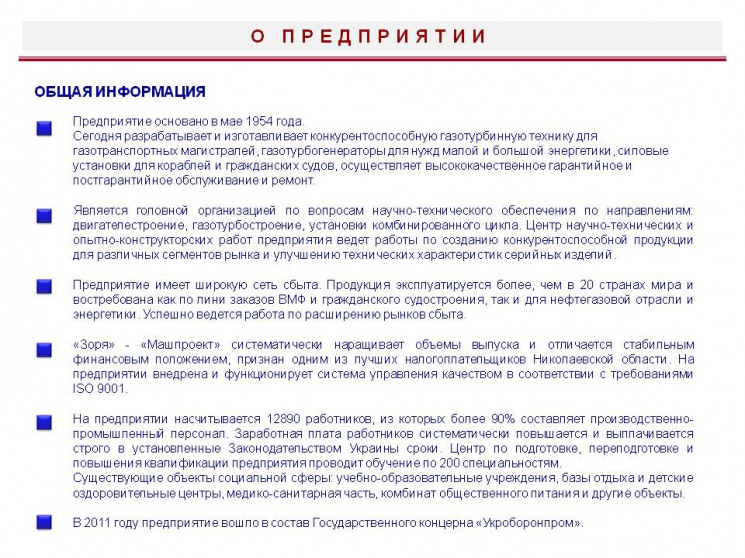 О ПРЕДПРИЯТИИ
ОБЩАЯ ИНФОРМАЦИЯ
Предприятие основано в мае 1954 года.
Сегодня разрабатывает и изготавливает конкурентоспособную газотурбинную технику для
газотранспортных магистралей, газотурбогенераторы для нужд малой и большой энергетики, силовые
установки для кораблей и гражданских судов, осуществляет высококачественное гарантийное и
постгарантийное обслуживание и ремонт.
Является головной организацией по вопросам научно-технического обеспечения по направлениям:
двигателестроение, газотурбостроение, установки комбинированного цикла. Центр научно-технических и
опытно-конструкторских работ предприятия ведет работы по созданию конкурентоспособной продукции
для различных сегментов рынка и улучшению технических характеристик серийных изделий.
Предприятие имеет широкую сеть сбыта. Продукция эксплуатируется более, чем в 20 странах мира и
востребована как по лини заказов ВМФ и гражданского судостроения, так и для нефтегазовой отрасли и
энергетики. Успешно ведется работа по расширению рынков сбыта.
«Зоря» - «Машпроект» систематически наращивает объемы выпуска и отличается стабильным
финансовым положением, признан одним из лучших налогоплательщиков Николаевской области. На
предприятии внедрена и функционирует система управления качеством в соответствии с требованиями
ISO 9001.
На предприятии насчитывается 12890 работников, из которых более 90% составляет производственно-
промышленный персонал. Заработная плата работников систематически повышается и выплачивается
строго в установленные Законодательством Украины сроки. Центр по подготовке, переподготовке и
повышения квалификации предприятия проводит обучение по 200 специальностям.
Существующие объекты социальной сферы: учебно-образовательные учреждения, базы отдыха и детские
оздоровительные центры, медико-санитарная часть, комбинат общественного питания и другие объекты.
В 2011 году предприятие вошло в состав Государственного концерна «Укроборонпром».